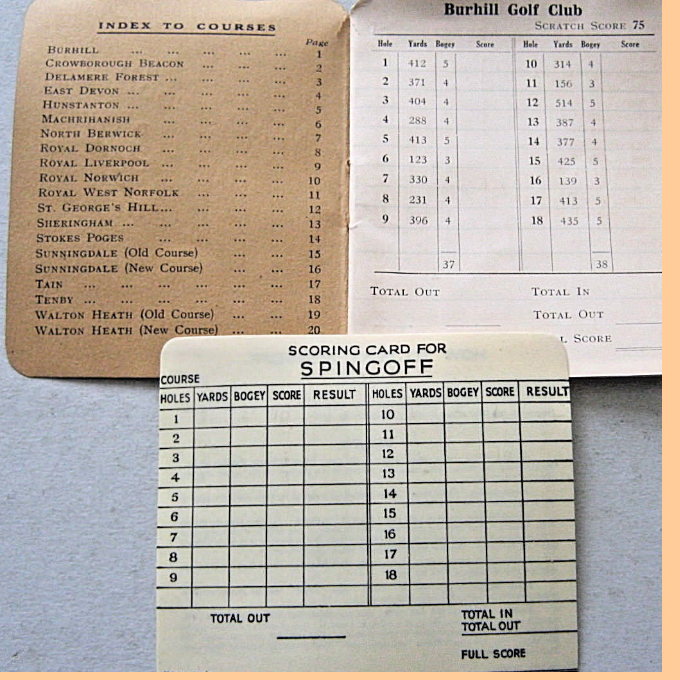 INDEX TO COURSES
Page
BURHILL ... ... ... ... ... 1
CROWBOROUGH BEACON ... ... ... 2
DELAMERE FOREST ... ... ... ... 3
EAST DEVON ... ... ... ... ... 4
HUNSTANTON ... ... ... ... ... 5
MACHRIHANISH ... ... ... ... 6
NORTH BERWICK ... ... ... ... 7
ROYAL DORNOCH ... ... ... ... 8
ROYAL LIVERPOOL ... ... ... ... 9
ROYAL NORWICH ... ... ... ... 10
ROYAL WEST NORFOLK ... ... ... 11
ST. GEORGE'S HILL... ... ... ... 12
SHERINGHAM ... ... ... ... ... 13
STOKES POGES ... ... ... ... 14
SUNNINGDALE (Old Course) ... ... 15
SUNNINGDALE (New Course) ... ... 16
TAIN ... ... ... ... ... 17
TENBY ... ... ... ... ... 18
WALTON HEATH (Old Course) ... ... 19
WALTON HEATH (New Course) ... ... 20
Burhill Golf Club
SCRATCH SCORE 75
Hole Yards Bogey Score Hole Yards Bogey Score
1 412 5 10 314 4
2 371 4 11 156 3
3 404 4 12 514 5
4 288 4 13 387 4
5 413 5 14 377 4
6 123 3 15 425 5
7 330 4 16 139 3
8 231 4 17 413 5
9 396 4 18 435 5
37 38
TOTAL OUT TOTAL IN
TOTAL OUT
SCORE
SCORING CARD FOR
SPINGOFF
COURSE
HOLES YARDS BOGEY SCORE RESULT HOLES YARDS BOGEY SCORE RESULT
1 10
2 11
3 12
4 13
5 14
6 15
7 16
8 17
9 18
TOTAL OUT TOTAL IN
TOTAL OUT
FULL SCORE